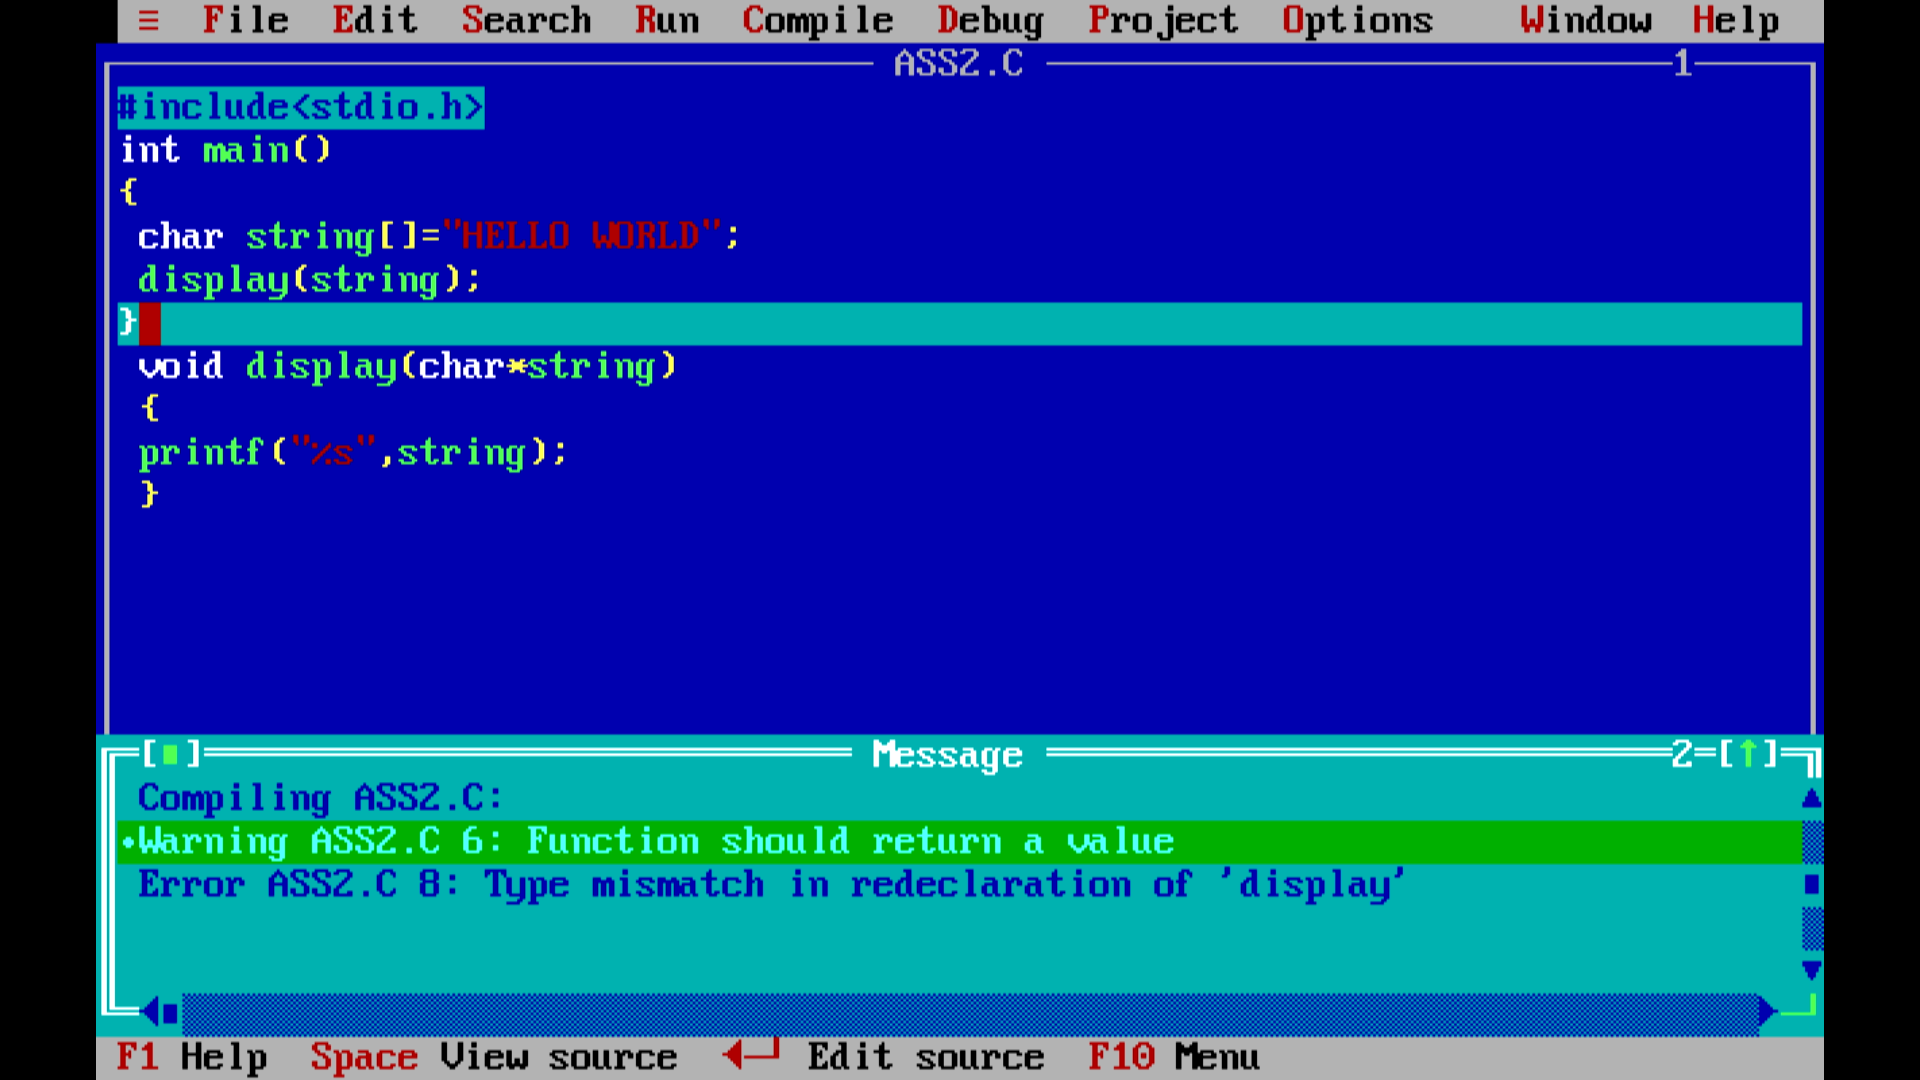 ≡ File Edit Search Run Compile Debug Project Options Window Help
ASS2.C 1
#include<stdio.h>
int main()
{
char string[]="HELLO WORLD";
display(string);
}
void display(char*string)
{
printf("%s",string);
}
[■] Message 2=[↑]
Compiling ASS2.C:
•Warning ASS2.C 6: Function should return a value
Error ASS2.C 8: Type mismatch in redeclaration of 'display'
F1 Help Space View source ◄─┘ Edit source F10 Menu